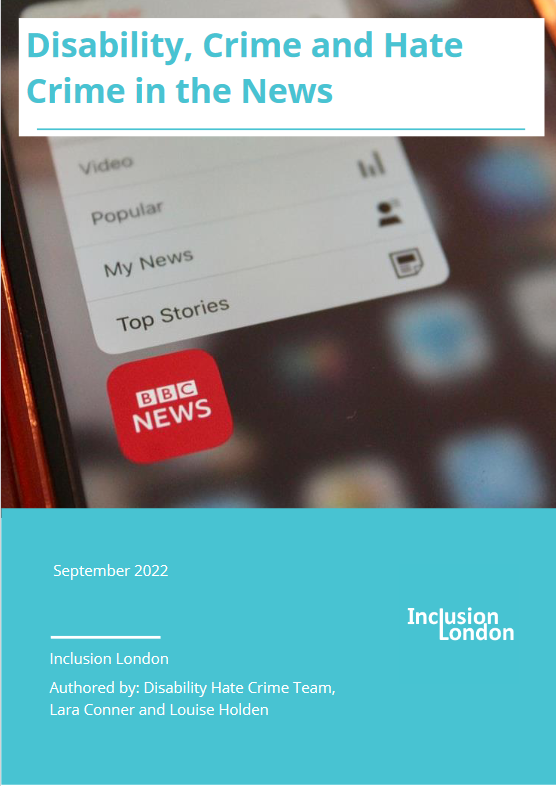 Disability, Crime and Hate
Crime in the News
Video
Popular
My News
Top Stories
BBC
NEWS
September 2022
Inclusion
London
Inclusion London
Authored by: Disability Hate Crime Team,
Lara Conner and Louise Holden